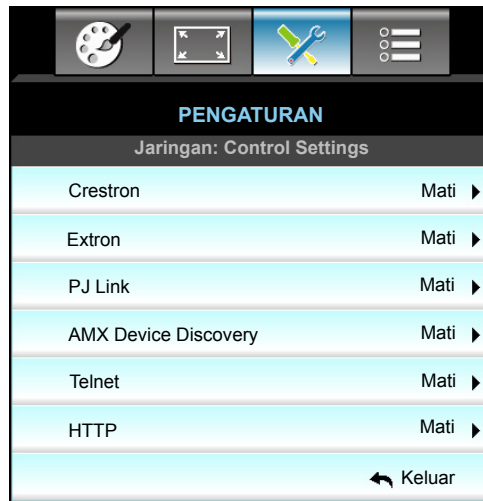 PENGATURAN
Jaringan: Control Settings
Crestron Mati
Extron Mati
PJ Link Mati
AMX Device Discovery Mati
Telnet Mati
HTTP Mati
Keluar